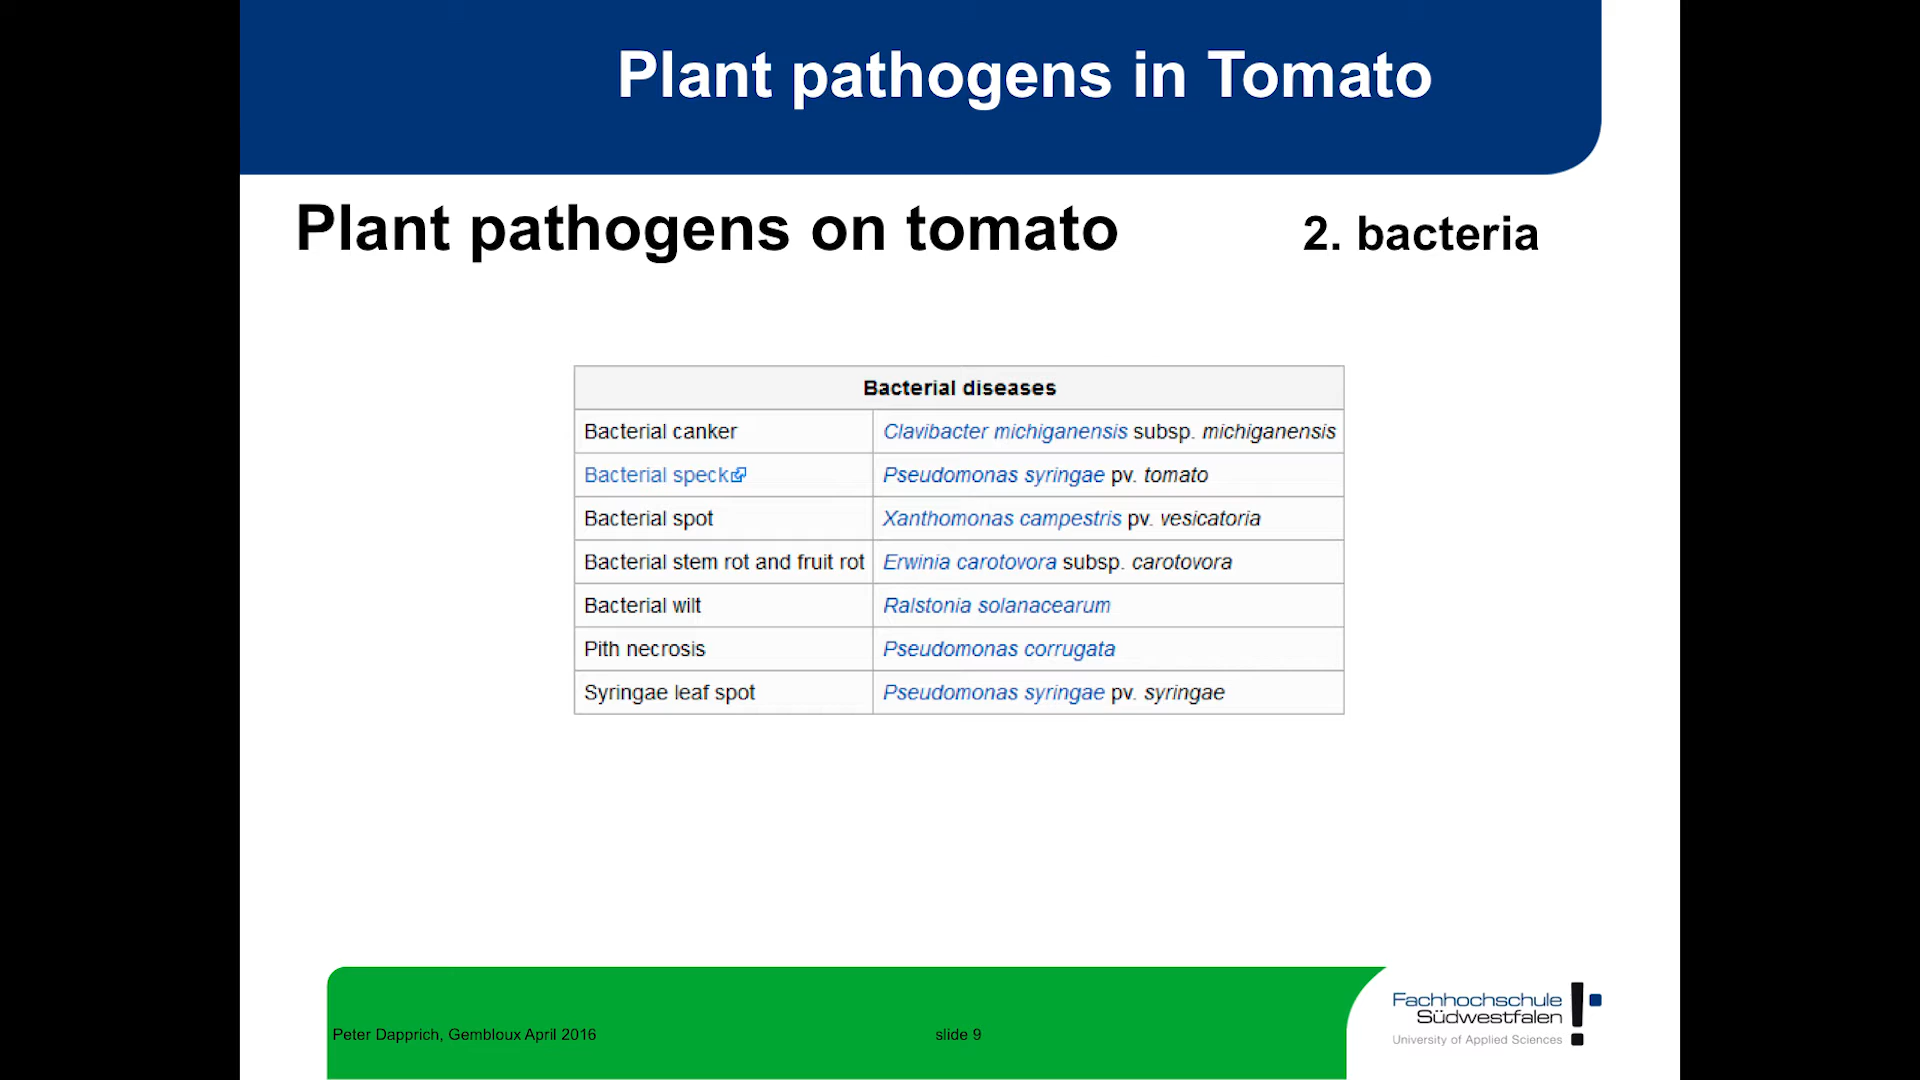 Plant pathogens in Tomato
Plant pathogens on tomato 2. bacteria
Bacterial diseases
Bacterial canker Clavibacter michiganensis subsp. michiganensis
Bacterial speck Pseudomonas syringae pv. tomato
Bacterial spot Xanthomonas campestris pv. vesicatoria
Bacterial stem rot and fruit rot Erwinia carotovora subsp. carotovora
Bacterial wilt Ralstonia solanacearum
Pith necrosis Pseudomonas corrugata
Syringae leaf spot Pseudomonas syringae pv. syringae
Peter Dapprich, Gembloux April 2016 slide 9
Fachhochschule
Südwestfalen
University of Applied Sciences